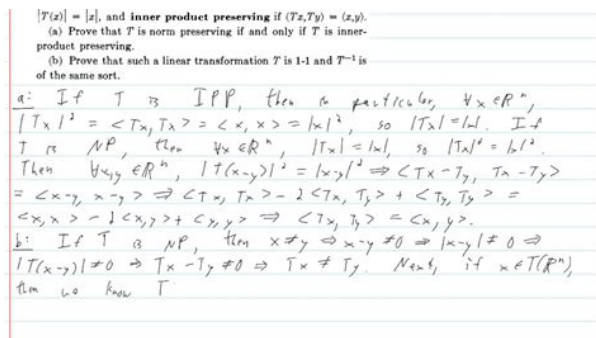 |T(x)| = |x|, and inner product preserving if ⟨Tx,Ty⟩ = ⟨x,y⟩.
(a) Prove that T is norm preserving if and only if T is inner-
product preserving.
(b) Prove that such a linear transformation T is 1-1 and T⁻¹ is
of the same sort.
a: If T is IPP, then in particular, ∀x∈ℝⁿ,
|Tx|² = <Tx, Tx> = <x, x> = |x|², so |Tx| = |x|. If
T is NP, then ∀x∈ℝⁿ, |Tx| = |x|, so |Tx|² = |x|².
Then ∀x,y ∈ℝⁿ, |T(x-y)|² = |x-y|² ⇒ <Tx - Ty, Tx - Ty>
= <x-y, x-y> ⇒ <Tx, Tx> - 2<Tx, Ty> + <Ty, Ty> =
<x, x> - 2<x,y> + <y, y> ⇒ <Tx, Ty> = <x, y>.
b: If T is NP, then x≠y ⇒ x-y ≠0 ⇒ |x-y| ≠ 0 ⇒
|T(x-y)| ≠0 ⇒ Tx - Ty ≠0 ⇒ Tx ≠ Ty. Next, if x∈T(ℝⁿ),
then we know T